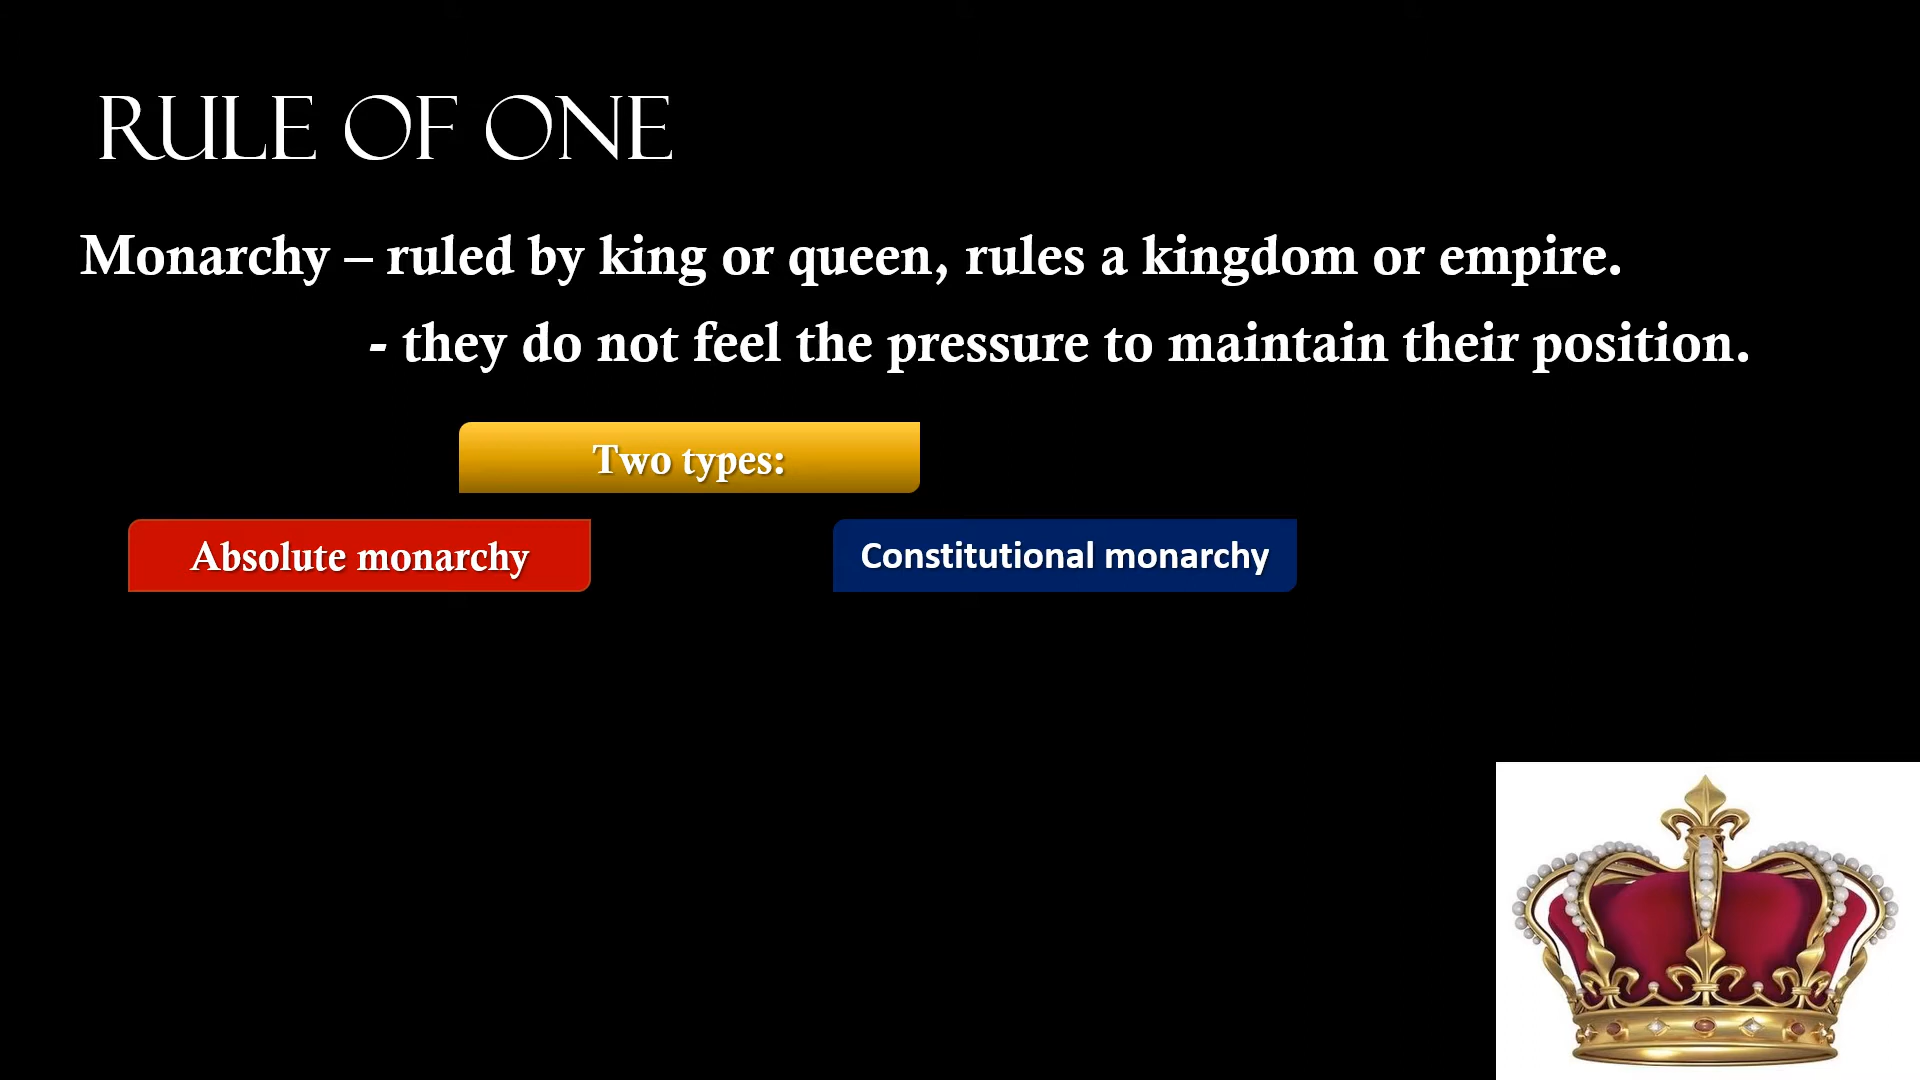 RULE OF ONE
Monarchy – ruled by king or queen, rules a kingdom or empire.
- they do not feel the pressure to maintain their position.
Two types:
Absolute monarchy
Constitutional monarchy